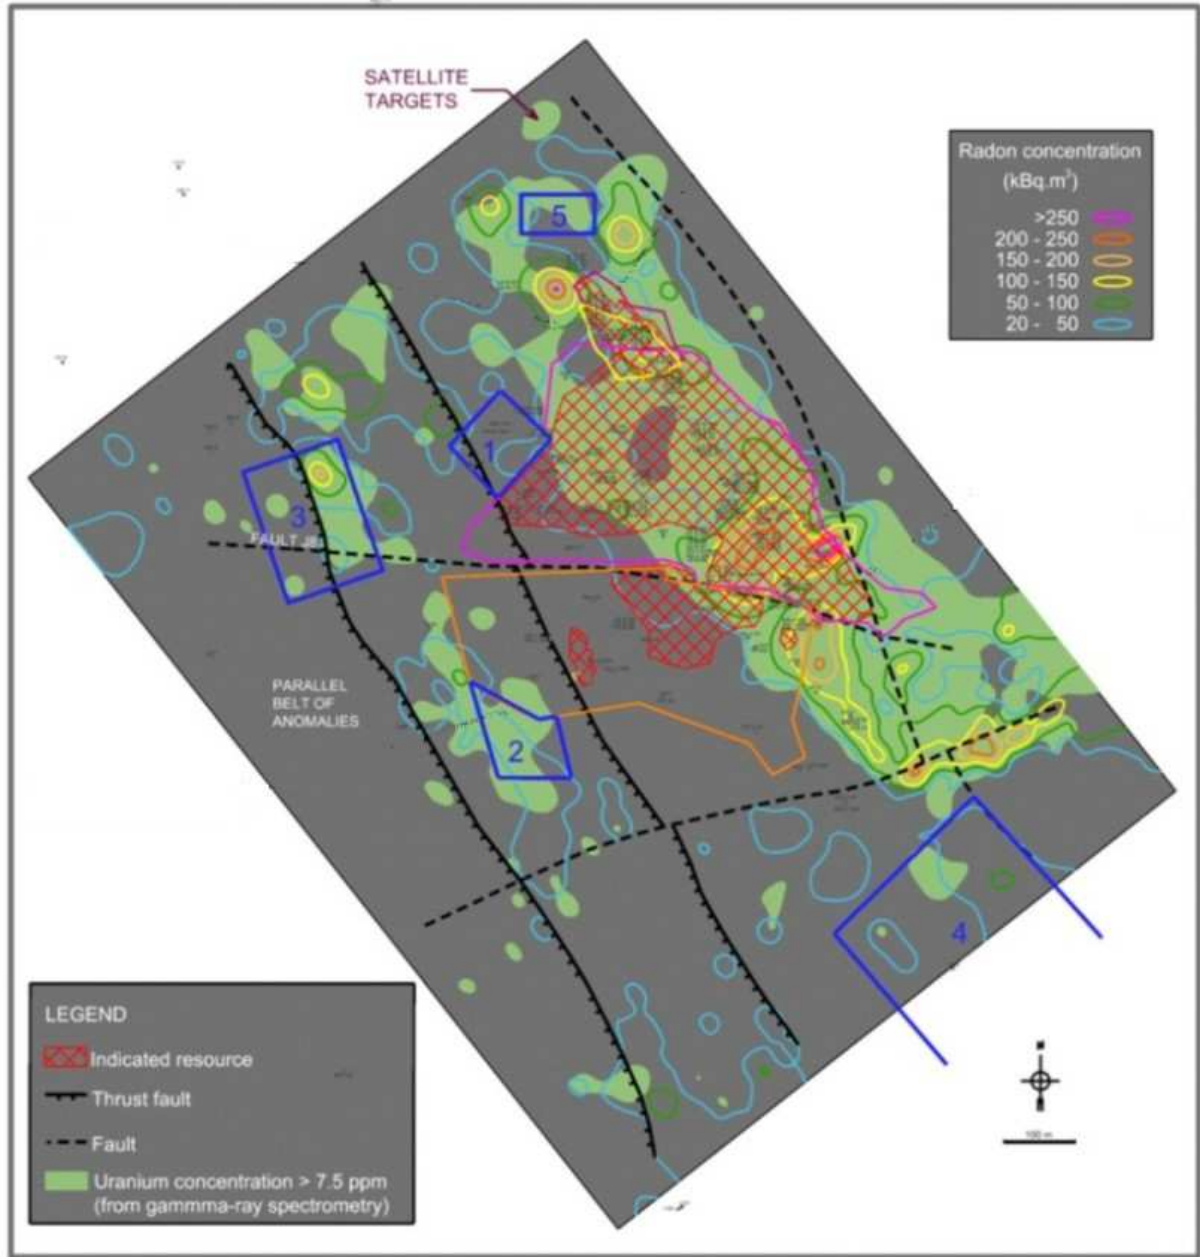 SATELLITE
TARGETS
Radon concentration
(kBq.m³)
>250
200 - 250
150 - 200
100 - 150
50 - 100
20 - 50
5
1
3
FAULT J8
PARALLEL
BELT OF
ANOMALIES
2
4
LEGEND
Indicated resource
Thrust fault
Fault
Uranium concentration > 7.5 ppm
(from gammma-ray spectrometry)
100 m